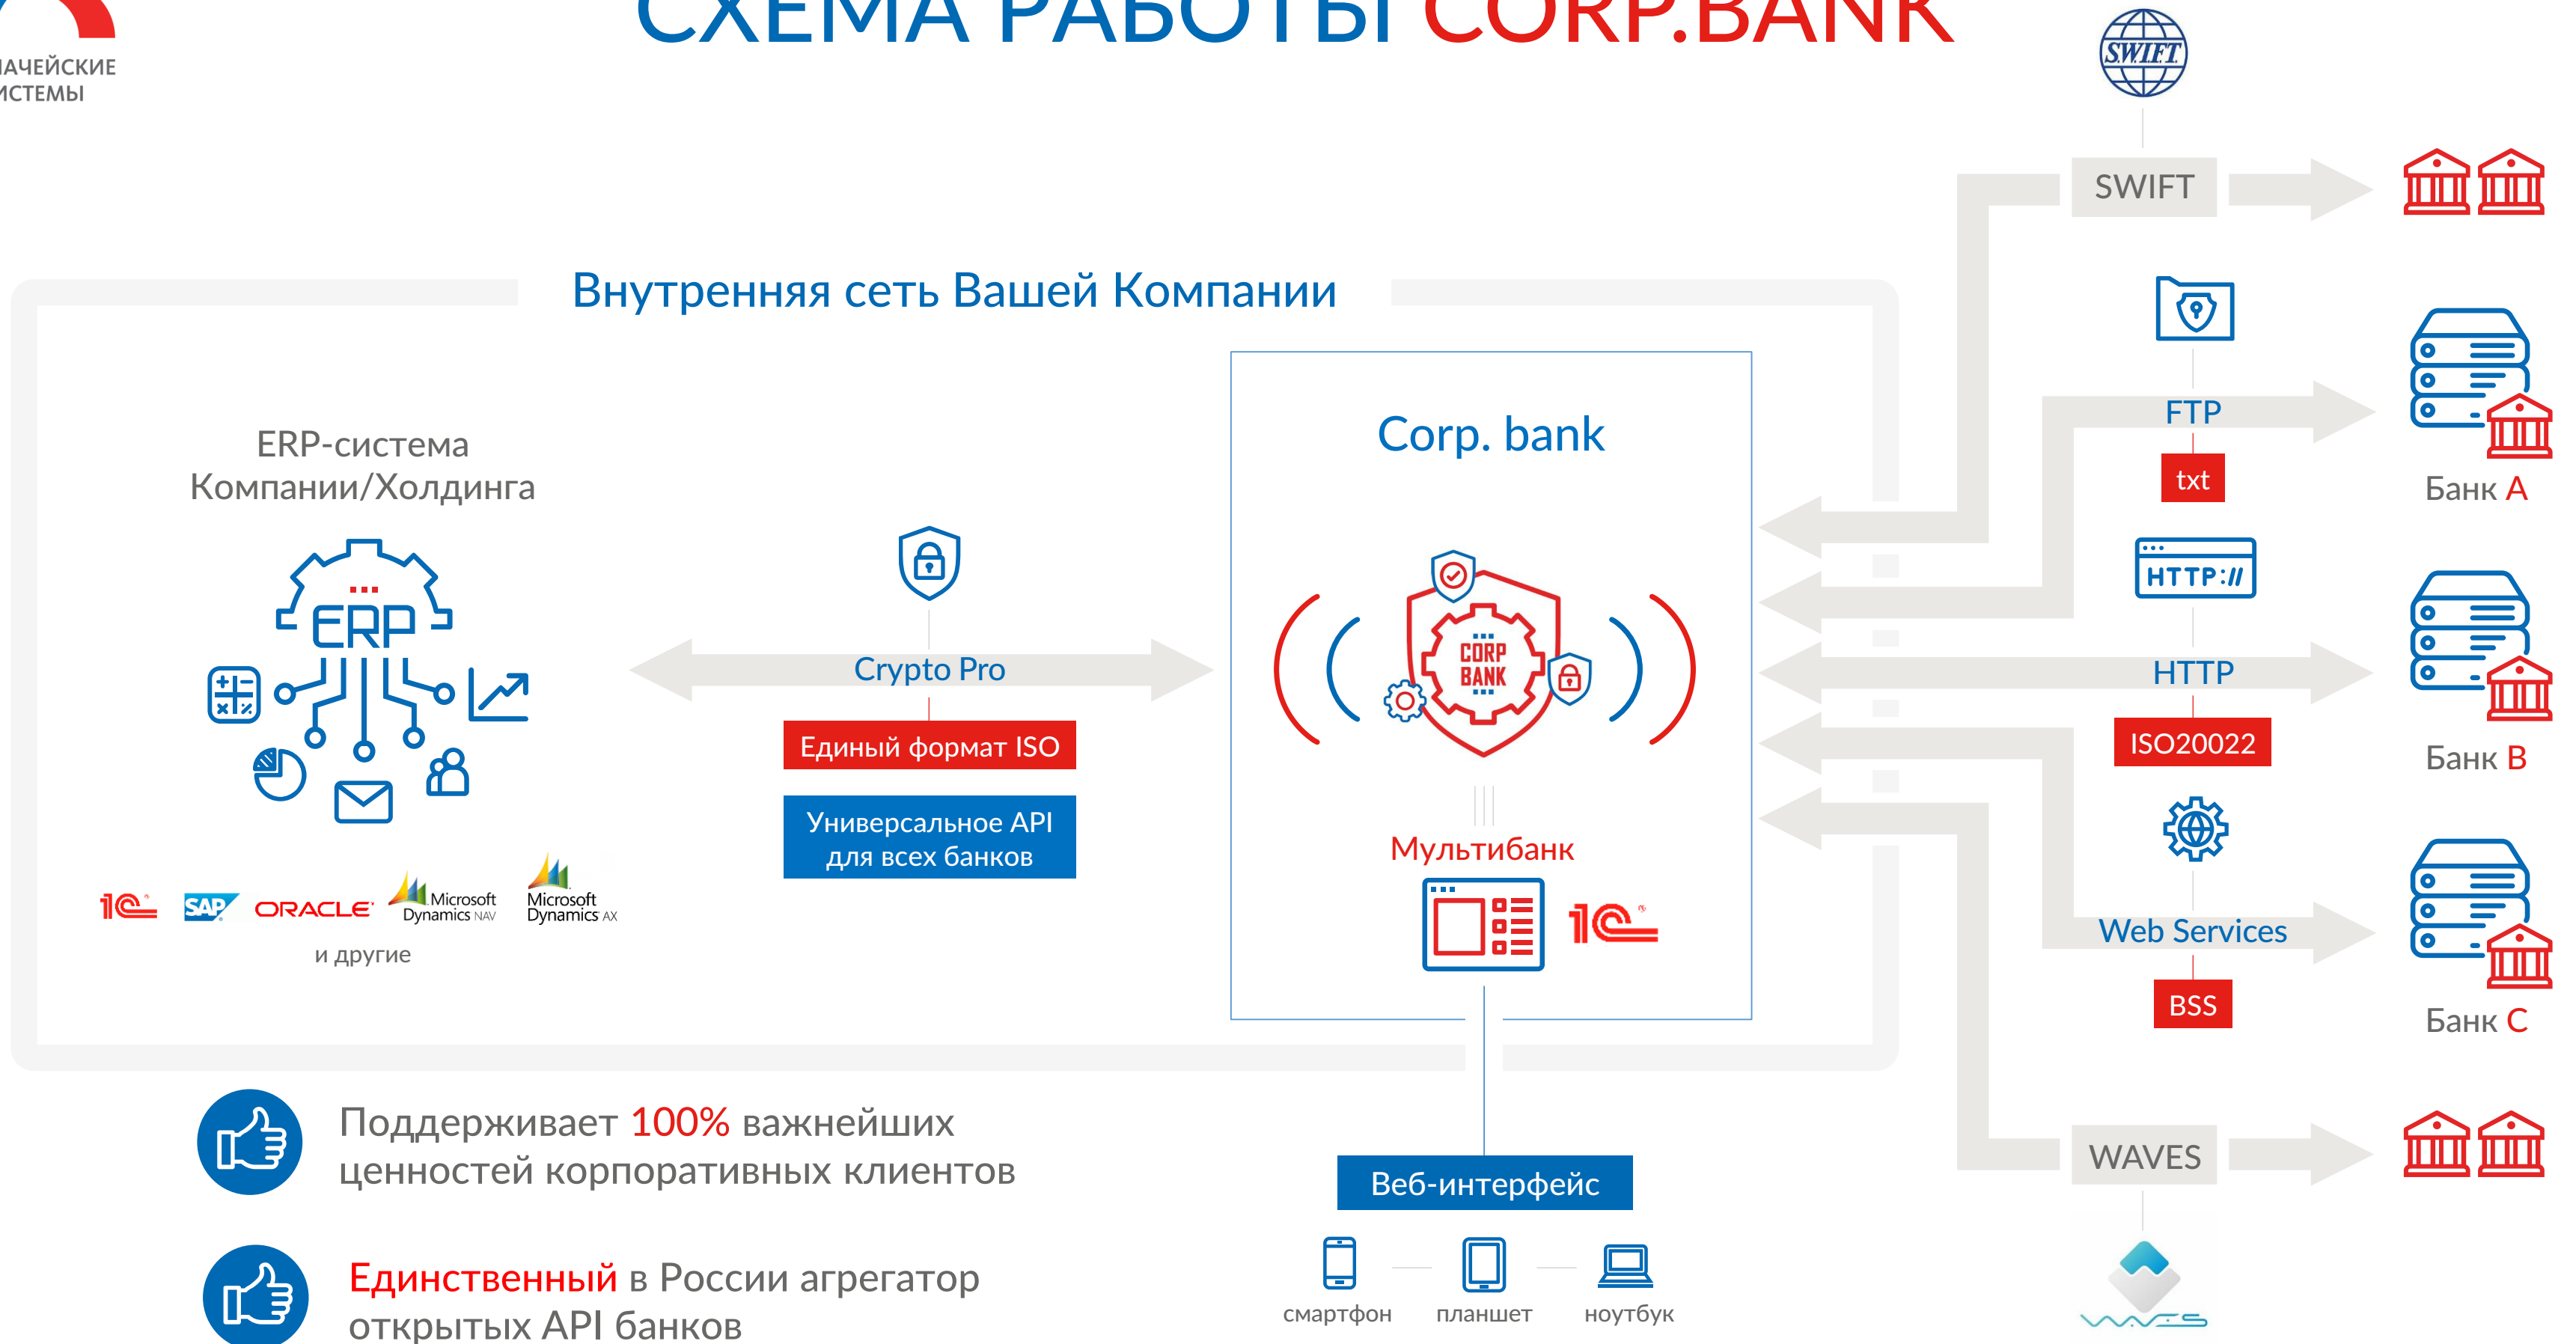 СХЕМА РАБОТЫ CORP.BANK
СИСТЕМЫ
S.W.I.F.T.
SWIFT
Внутренняя сеть Вашей Компании
ERP-система
Компании/Холдинга
ERP
1С
SAP
ORACLE
Microsoft
Dynamics NAV
Microsoft
Dynamics AX
и другие
Crypto Pro
Единый формат ISO
Универсальное API
для всех банков
Corp. bank
CORP
BANK
Мультибанк
1С
Веб-интерфейс
смартфон
планшет
ноутбук
FTP
txt
Банк A
HTTP://
HTTP
ISO20022
Банк B
Web Services
BSS
Банк C
WAVES
WAVES
Поддерживает 100% важнейших
ценностей корпоративных клиентов
Единственный в России агрегатор
открытых API банков